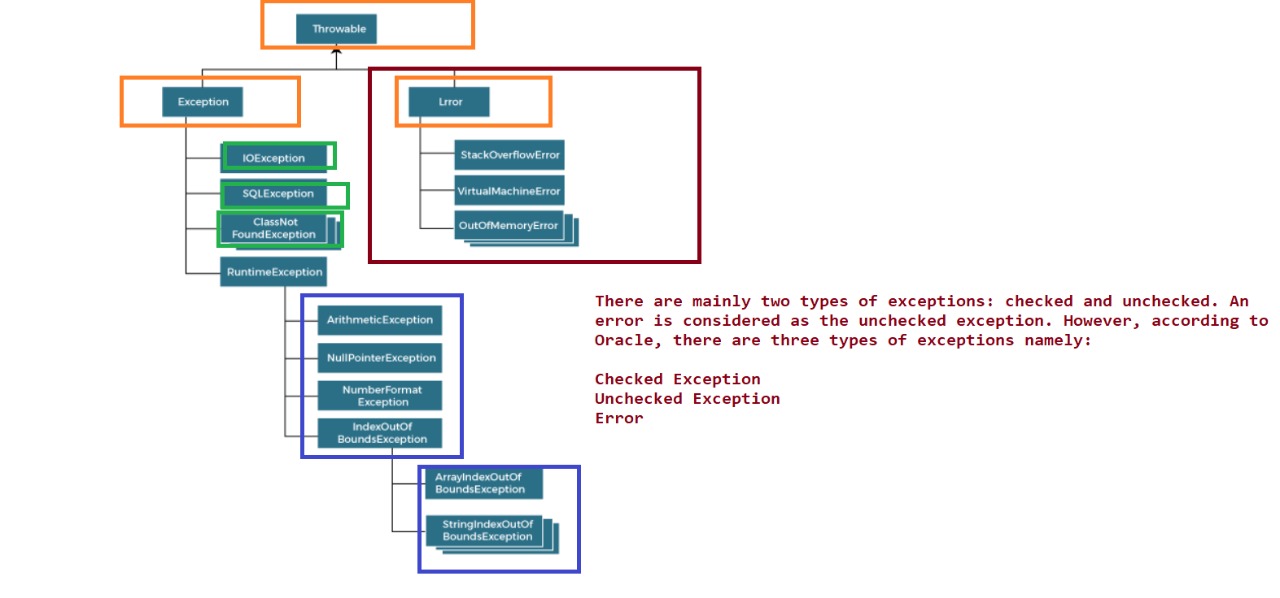 Throwable
Exception
Lrror
IOException
SQLException
ClassNot
FoundException
RuntimeException
StackOverflowError
VirtualMachineError
OutOfMemoryError
ArithmeticException
NullPointerException
NumberFormat
Exception
IndexOutOf
BoundsException
ArrayIndexOutOf
BoundsException
StringIndexOutOf
BoundsException
There are mainly two types of exceptions: checked and unchecked. An
error is considered as the unchecked exception. However, according to
Oracle, there are three types of exceptions namely:
Checked Exception
Unchecked Exception
Error